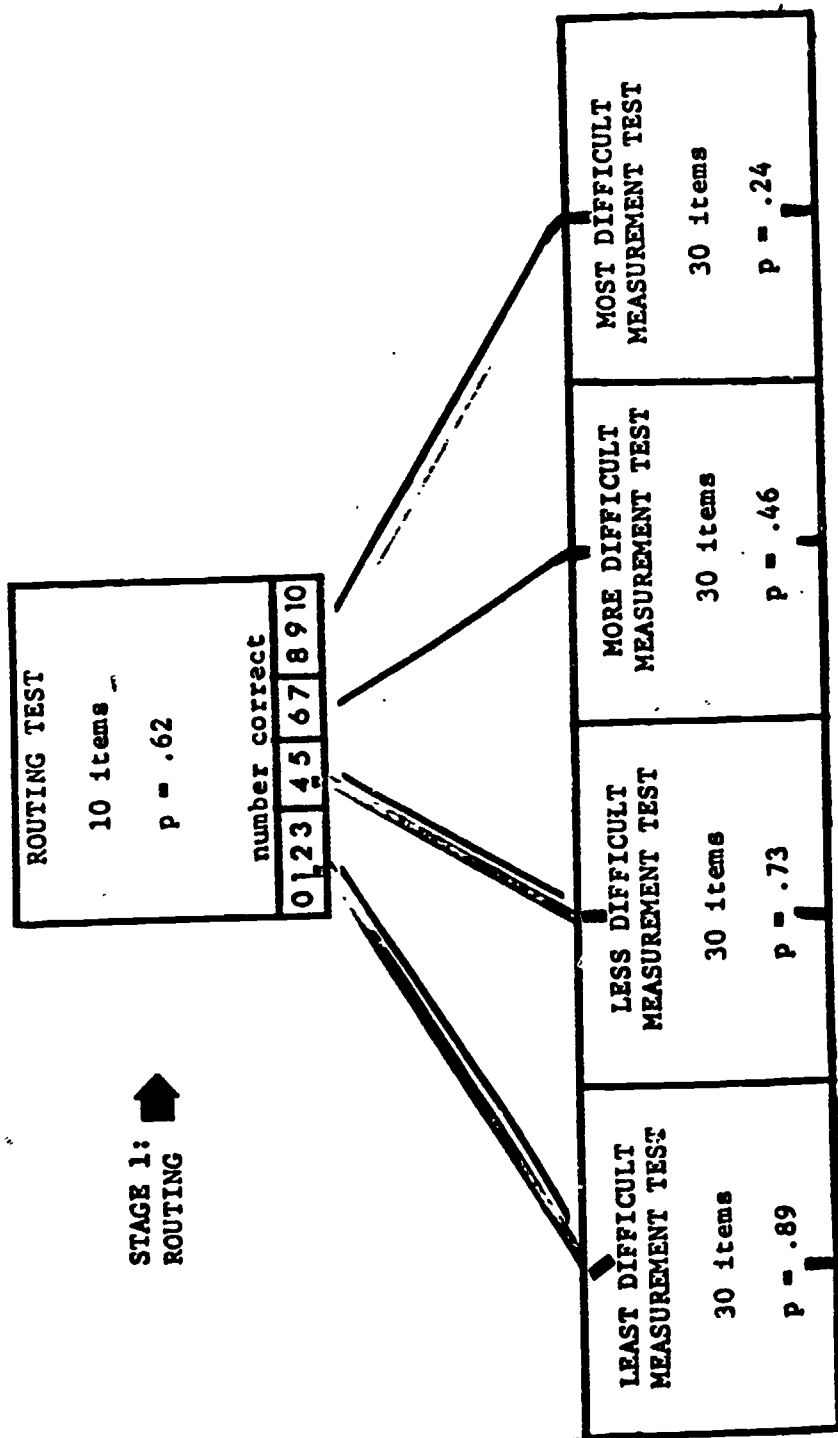 STAGE 1:
ROUTING
ROUTING TEST
10 items
p = .62
number correct
0 1 2 3 | 4 5 | 6 7 | 8 9 10
LEAST DIFFICULT
MEASUREMENT TEST
30 items
p = .89
LESS DIFFICULT
MEASUREMENT TEST
30 items
p = .73
MORE DIFFICULT
MEASUREMENT TEST
30 items
p = .46
MOST DIFFICULT
MEASUREMENT TEST
30 items
p = .24